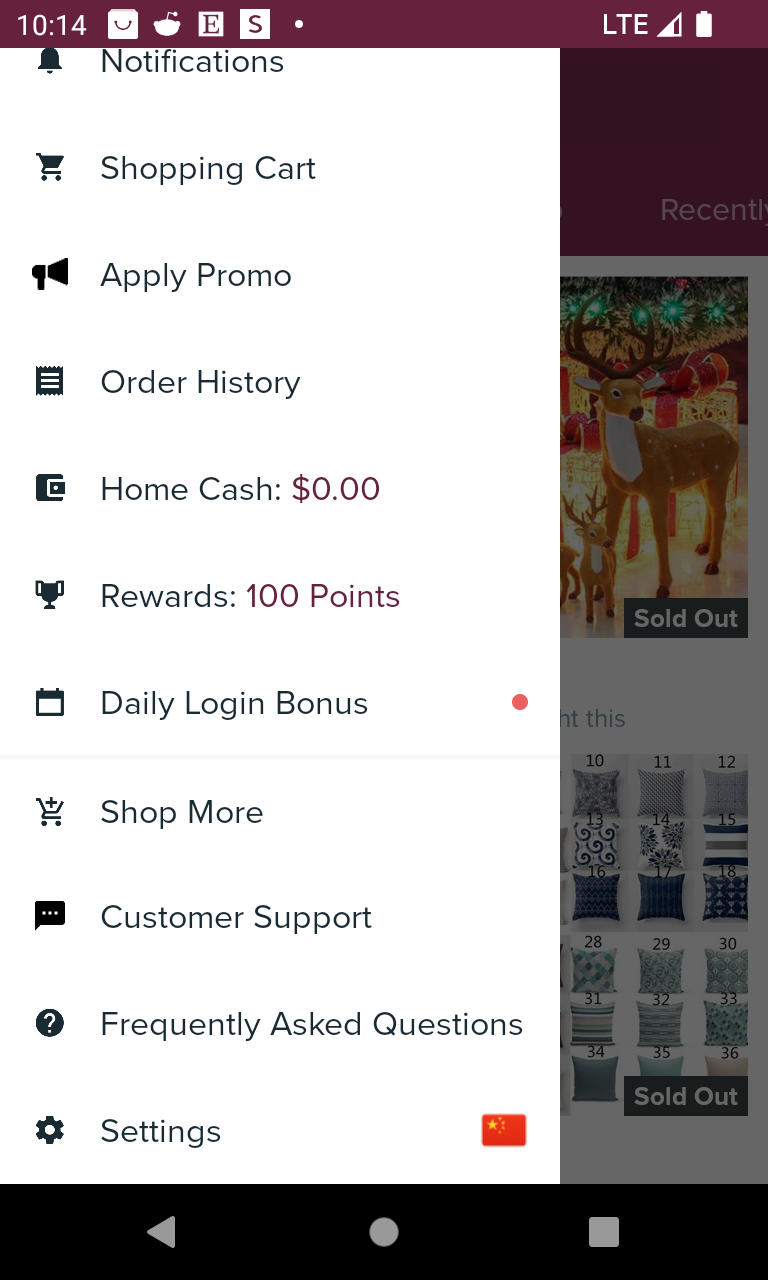 10:14 E S LTE
Notifications
Shopping Cart
Recently
Apply Promo
Order History
Home Cash: $0.00
Rewards: 100 Points
Sold Out
Daily Login Bonus
ht this
10 11 12
Shop More
13 14 15
16 17 18
Customer Support
28 29 30
31 32 33
Frequently Asked Questions
34 35 36
Sold Out
Settings